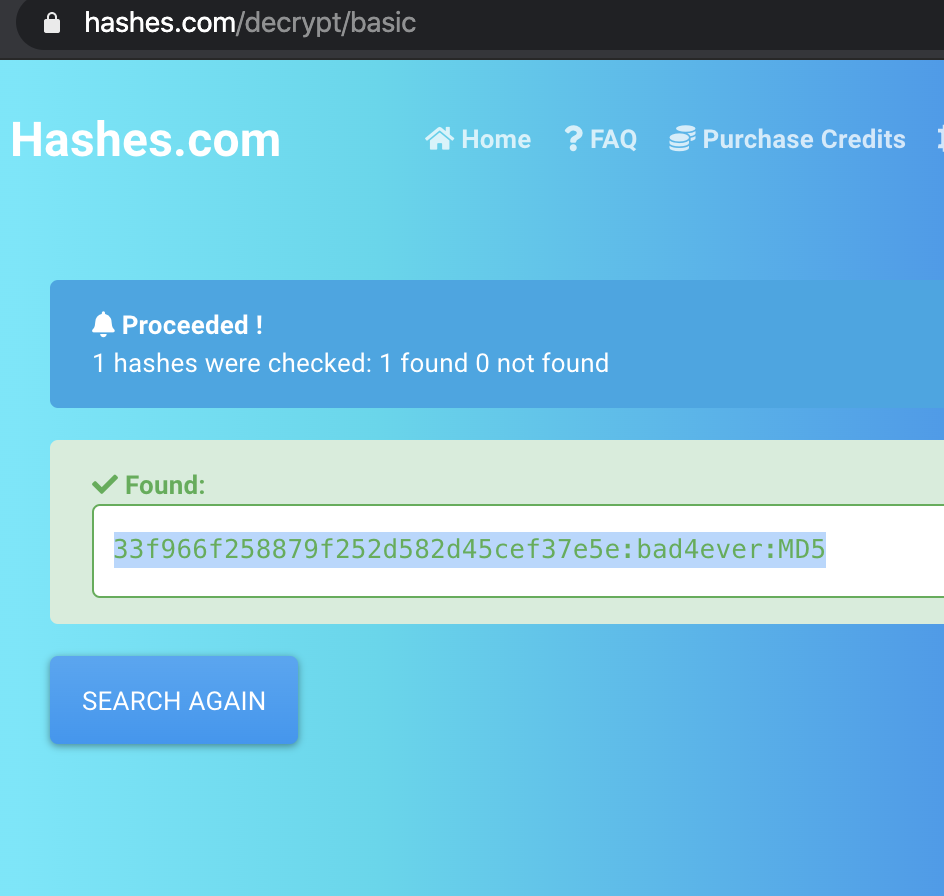 hashes.com/decrypt/basic
Hashes.com
Home
FAQ
Purchase Credits
Proceeded !
1 hashes were checked: 1 found 0 not found
Found:
33f966f258879f252d582d45cef37e5e:bad4ever:MD5
SEARCH AGAIN